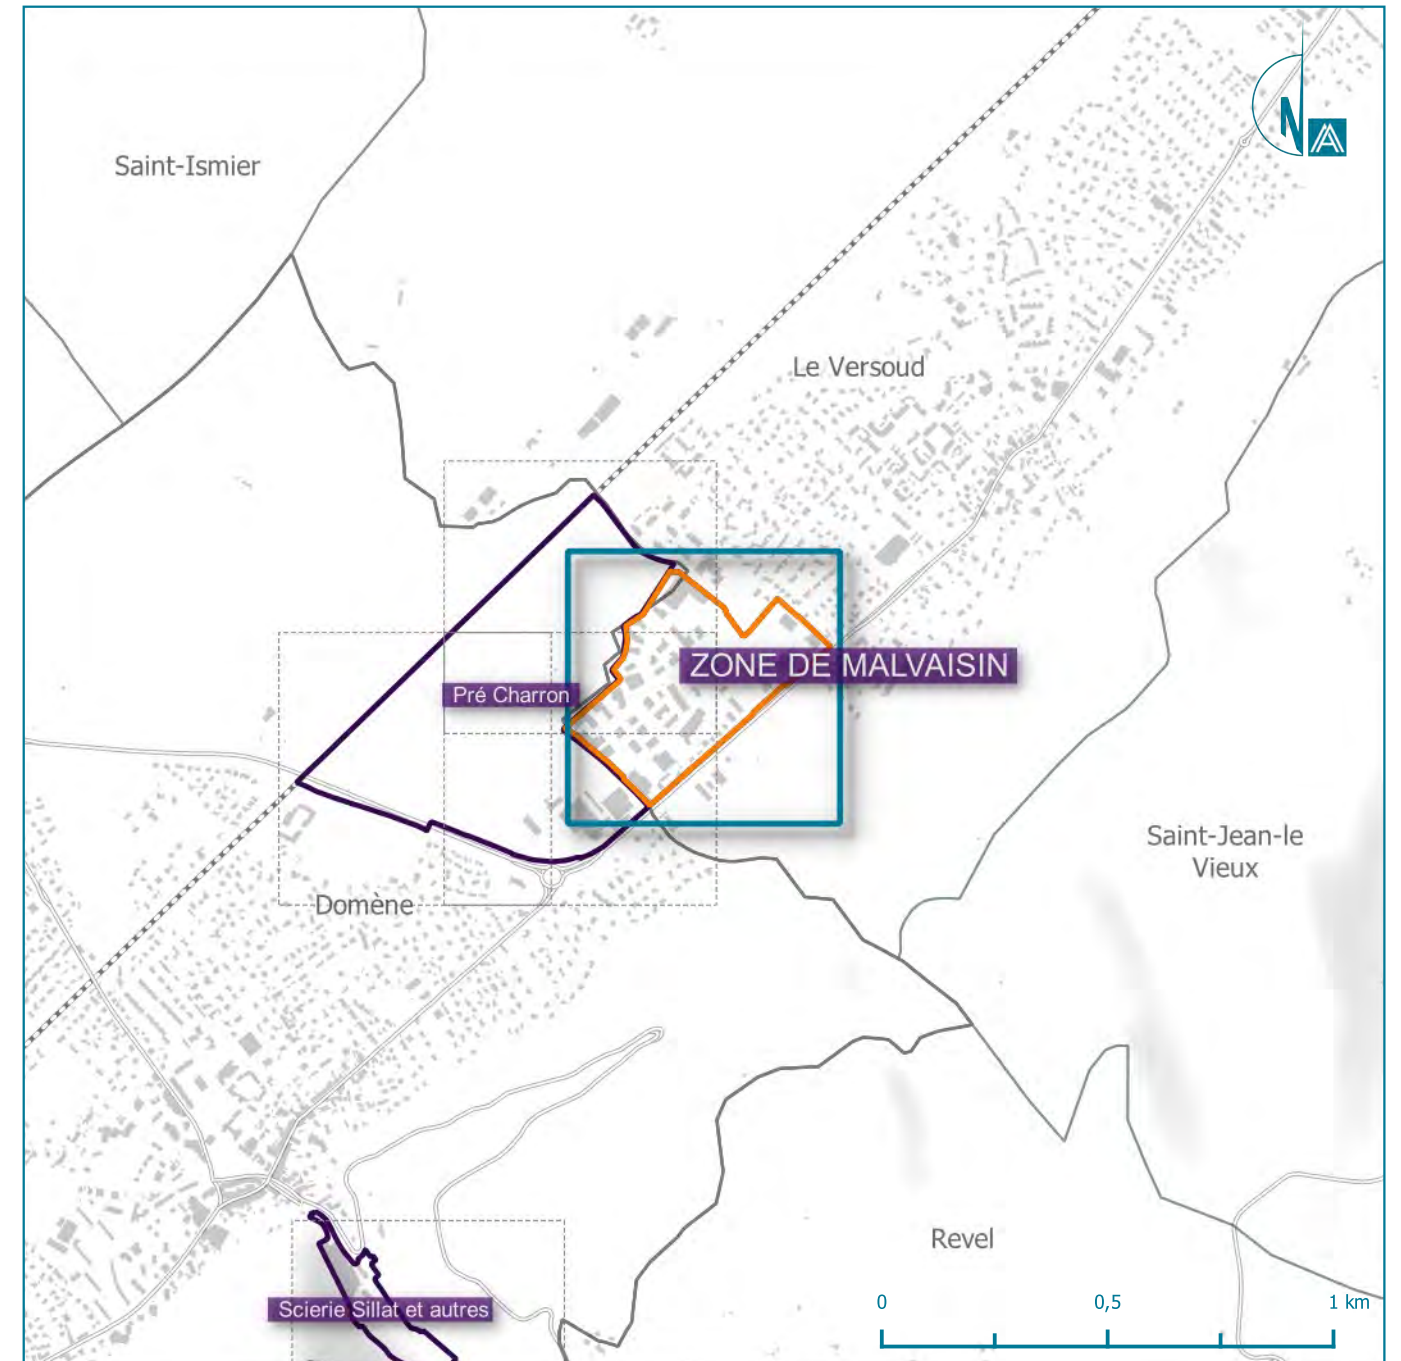 N
Saint-Ismier
Le Versoud
ZONE DE MALVAISIN
Pré Charron
Saint-Jean-le
Vieux
Domène
Revel
Scierie Sillat et autres
0 0,5 1 km